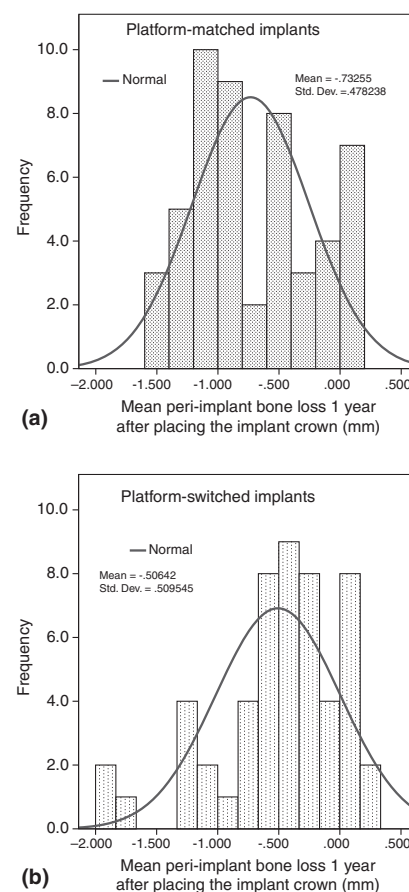 Platform-matched implants
Normal
Mean = -.73255
Std. Dev. =.478238
Frequency
10.0
8.0
6.0
4.0
2.0
0.0
–2.000 –1.500 –1.000 –.500 .000 .500
(a)
Mean peri-implant bone loss 1 year
after placing the implant crown (mm)
Platform-switched implants
Normal
Mean = -.50642
Std. Dev. = .509545
Frequency
10.0
8.0
6.0
4.0
2.0
0.0
–2.000 –1.500 –1.000 –.500 .000 .500
(b)
Mean peri-implant bone loss 1 year
after placing the implant crown (mm)